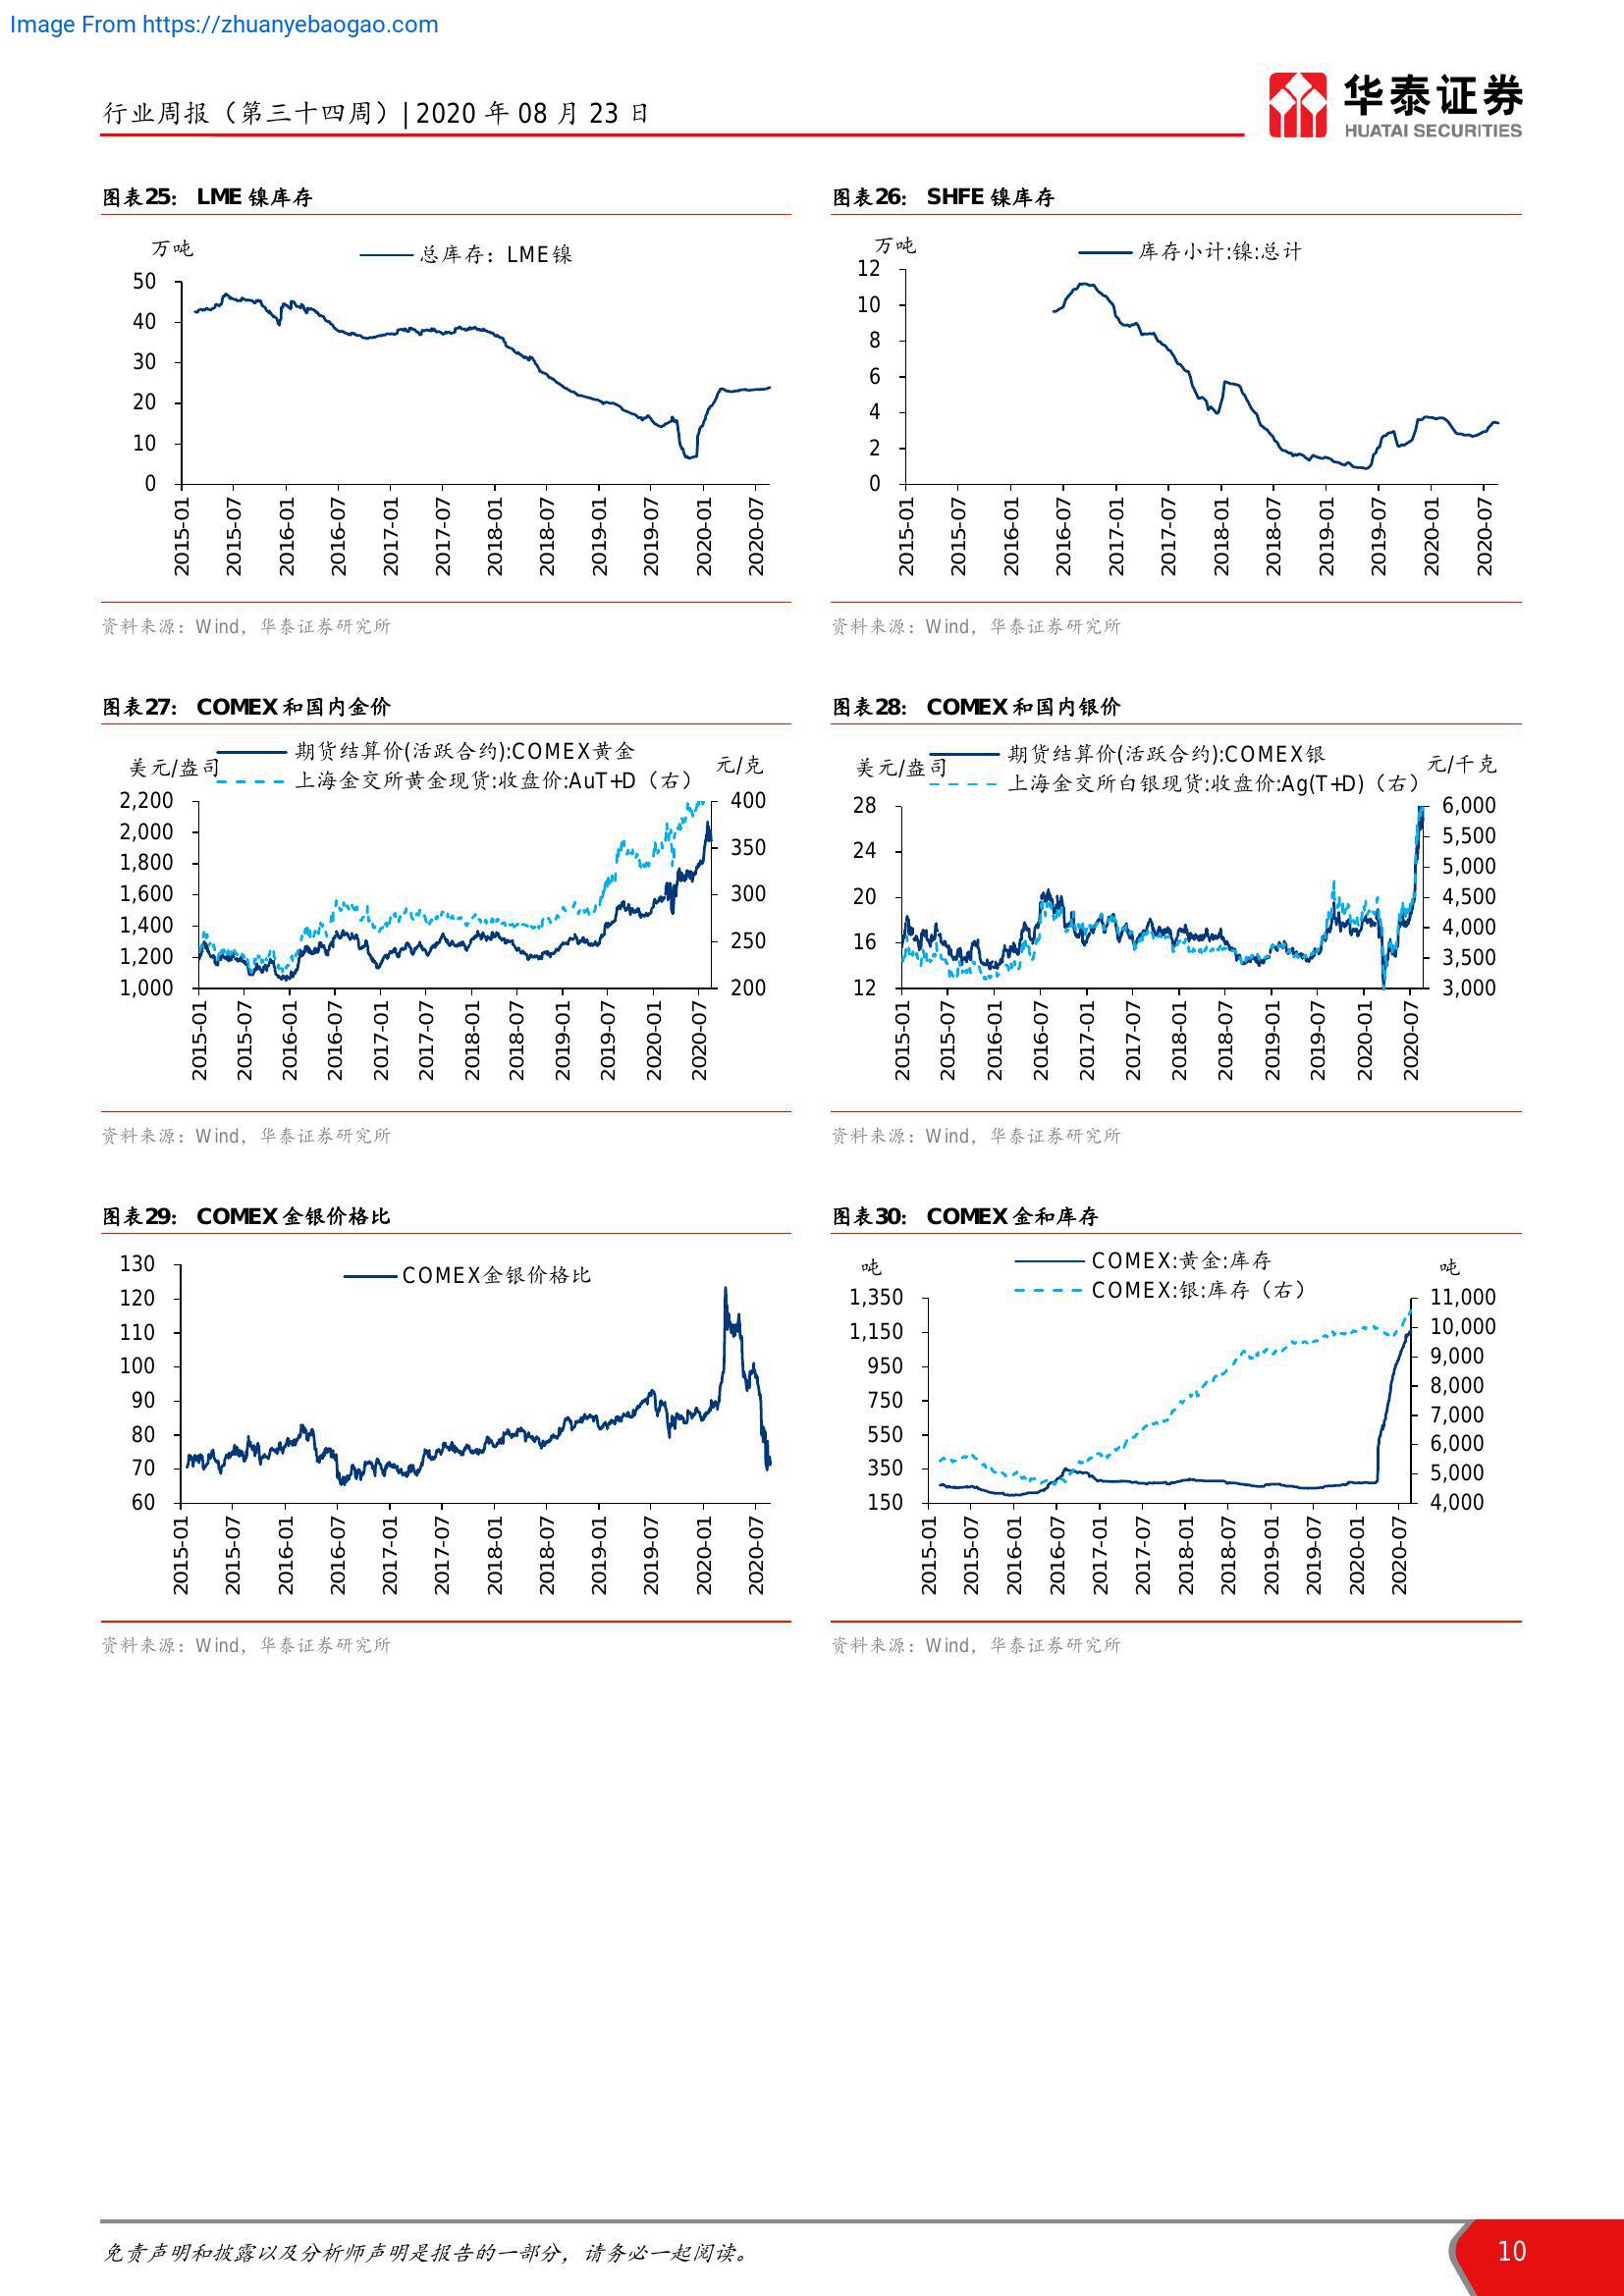 Image From https://zhuanyebaogao.com
行业周报（第三十四周）|2020 年 08 月 23 日
华泰证券
HUATAI SECURITIES
图表25： LME 镍库存
万吨
总库存：LME镍
50
40
30
20
10
0
2015-01 2015-07 2016-01 2016-07 2017-01 2017-07 2018-01 2018-07 2019-01 2019-07 2020-01 2020-07
资料来源：Wind，华泰证券研究所
图表26： SHFE 镍库存
万吨
库存小计:镍:总计
12
10
8
6
4
2
0
2015-01 2015-07 2016-01 2016-07 2017-01 2017-07 2018-01 2018-07 2019-01 2019-07 2020-01 2020-07
资料来源：Wind，华泰证券研究所
图表27： COMEX 和国内金价
美元/盎司
期货结算价(活跃合约):COMEX黄金
上海金交所黄金现货:收盘价:AuT+D（右）
元/克
2,200 400
2,000
1,800 350
1,600 300
1,400
1,200 250
1,000 200
2015-01 2015-07 2016-01 2016-07 2017-01 2017-07 2018-01 2018-07 2019-01 2019-07 2020-01 2020-07
资料来源：Wind，华泰证券研究所
图表28： COMEX 和国内银价
美元/盎司
期货结算价(活跃合约):COMEX银
上海金交所白银现货:收盘价:Ag(T+D)（右）
元/千克
28 6,000
5,500
24 5,000
20 4,500
4,000
16 3,500
12 3,000
2015-01 2015-07 2016-01 2016-07 2017-01 2017-07 2018-01 2018-07 2019-01 2019-07 2020-01 2020-07
资料来源：Wind，华泰证券研究所
图表29： COMEX 金银价格比
COMEX金银价格比
130
120
110
100
90
80
70
60
2015-01 2015-07 2016-01 2016-07 2017-01 2017-07 2018-01 2018-07 2019-01 2019-07 2020-01 2020-07
资料来源：Wind，华泰证券研究所
图表30： COMEX 金和库存
吨
COMEX:黄金:库存
COMEX:银:库存（右）
吨
1,350 11,000
1,150 10,000
950 9,000
750 8,000
550 7,000
350 6,000
150 5,000
4,000
2015-01 2015-07 2016-01 2016-07 2017-01 2017-07 2018-01 2018-07 2019-01 2019-07 2020-01 2020-07
资料来源：Wind，华泰证券研究所
免责声明和披露以及分析师声明是报告的一部分，请务必一起阅读。
10